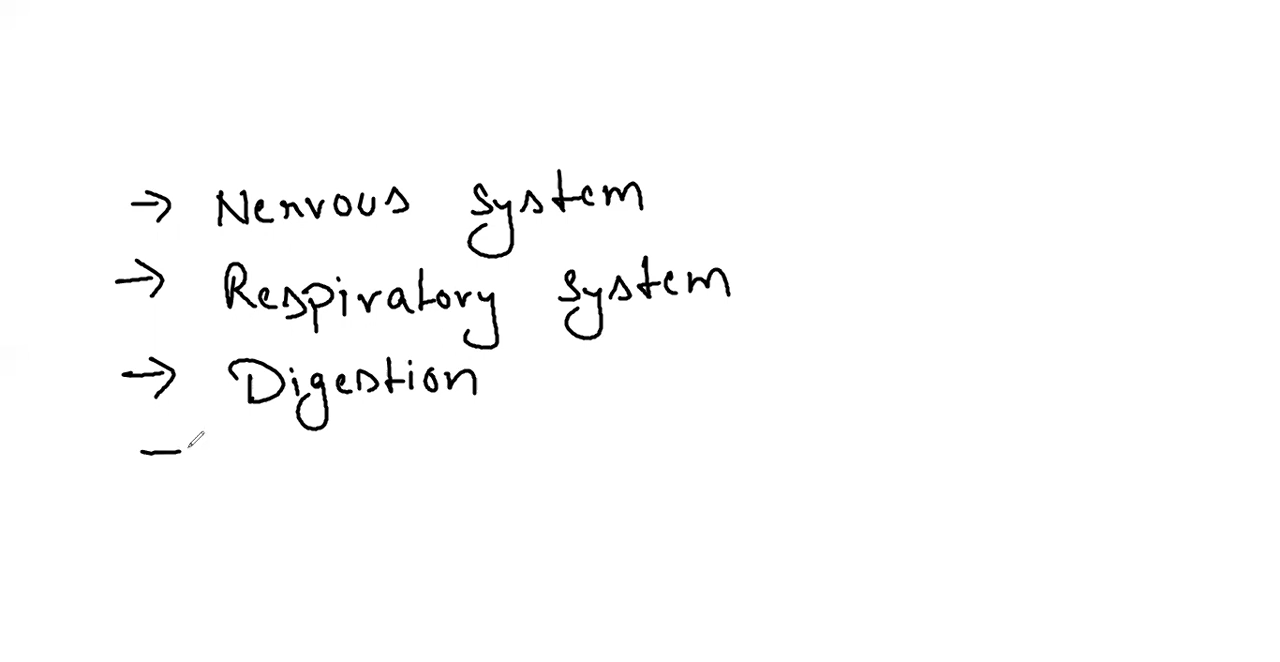 → Nervous system
→ Respiratory system
→ Digestion
—